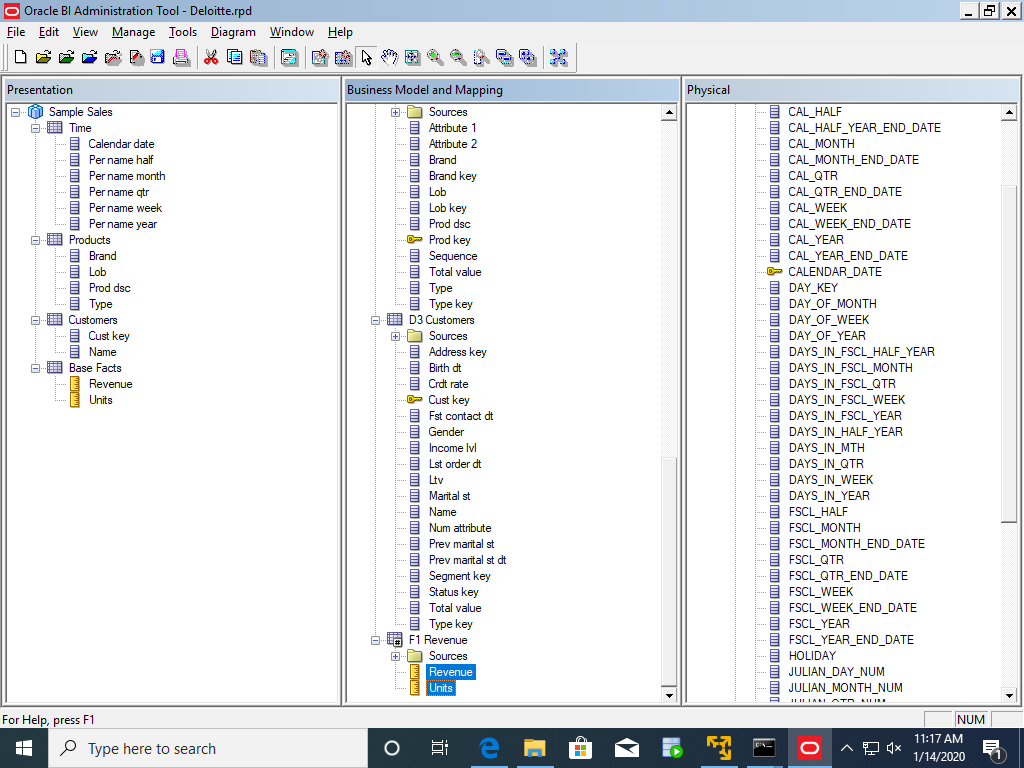 Oracle BI Administration Tool - Deloitte.rpd
File Edit View Manage Tools Diagram Window Help
Presentation
Sample Sales
Time
Calendar date
Per name half
Per name month
Per name qtr
Per name week
Per name year
Products
Brand
Lob
Prod dsc
Type
Customers
Cust key
Name
Base Facts
Revenue
Units
Business Model and Mapping
Sources
Attribute 1
Attribute 2
Brand
Brand key
Lob
Lob key
Prod dsc
Prod key
Sequence
Total value
Type
Type key
D3 Customers
Sources
Address key
Birth dt
Crdt rate
Cust key
Fst contact dt
Gender
Income lvl
Lst order dt
Ltv
Marital st
Name
Num attribute
Prev marital st
Prev marital st dt
Segment key
Status key
Total value
Type key
F1 Revenue
Sources
Revenue
Units
Physical
CAL_HALF
CAL_HALF_YEAR_END_DATE
CAL_MONTH
CAL_MONTH_END_DATE
CAL_QTR
CAL_QTR_END_DATE
CAL_WEEK
CAL_WEEK_END_DATE
CAL_YEAR
CAL_YEAR_END_DATE
CALENDAR_DATE
DAY_KEY
DAY_OF_MONTH
DAY_OF_WEEK
DAY_OF_YEAR
DAYS_IN_FSCL_HALF_YEAR
DAYS_IN_FSCL_MONTH
DAYS_IN_FSCL_QTR
DAYS_IN_FSCL_WEEK
DAYS_IN_FSCL_YEAR
DAYS_IN_HALF_YEAR
DAYS_IN_MTH
DAYS_IN_QTR
DAYS_IN_WEEK
DAYS_IN_YEAR
FSCL_HALF
FSCL_MONTH
FSCL_MONTH_END_DATE
FSCL_QTR
FSCL_QTR_END_DATE
FSCL_WEEK
FSCL_WEEK_END_DATE
FSCL_YEAR
FSCL_YEAR_END_DATE
HOLIDAY
JULIAN_DAY_NUM
JULIAN_MONTH_NUM
JULIAN_QTR_NUM
For Help, press F1
NUM
Type here to search
11:17 AM
1/14/2020
1